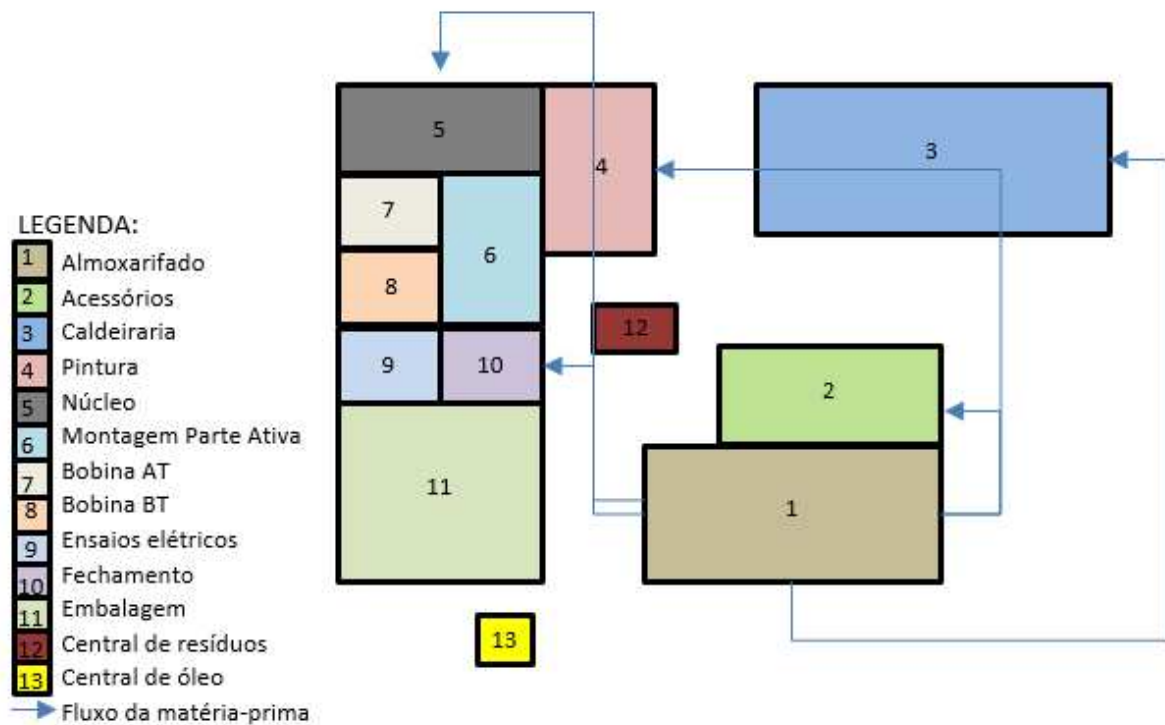 5
4
3
7
6
8
12
9
10
2
11
1
13
LEGENDA:
1 Almoxarifado
2 Acessórios
3 Caldeiraria
4 Pintura
5 Núcleo
6 Montagem Parte Ativa
7 Bobina AT
8 Bobina BT
9 Ensaios elétricos
10 Fechamento
11 Embalagem
12 Central de resíduos
13 Central de óleo
Fluxo da matéria-prima